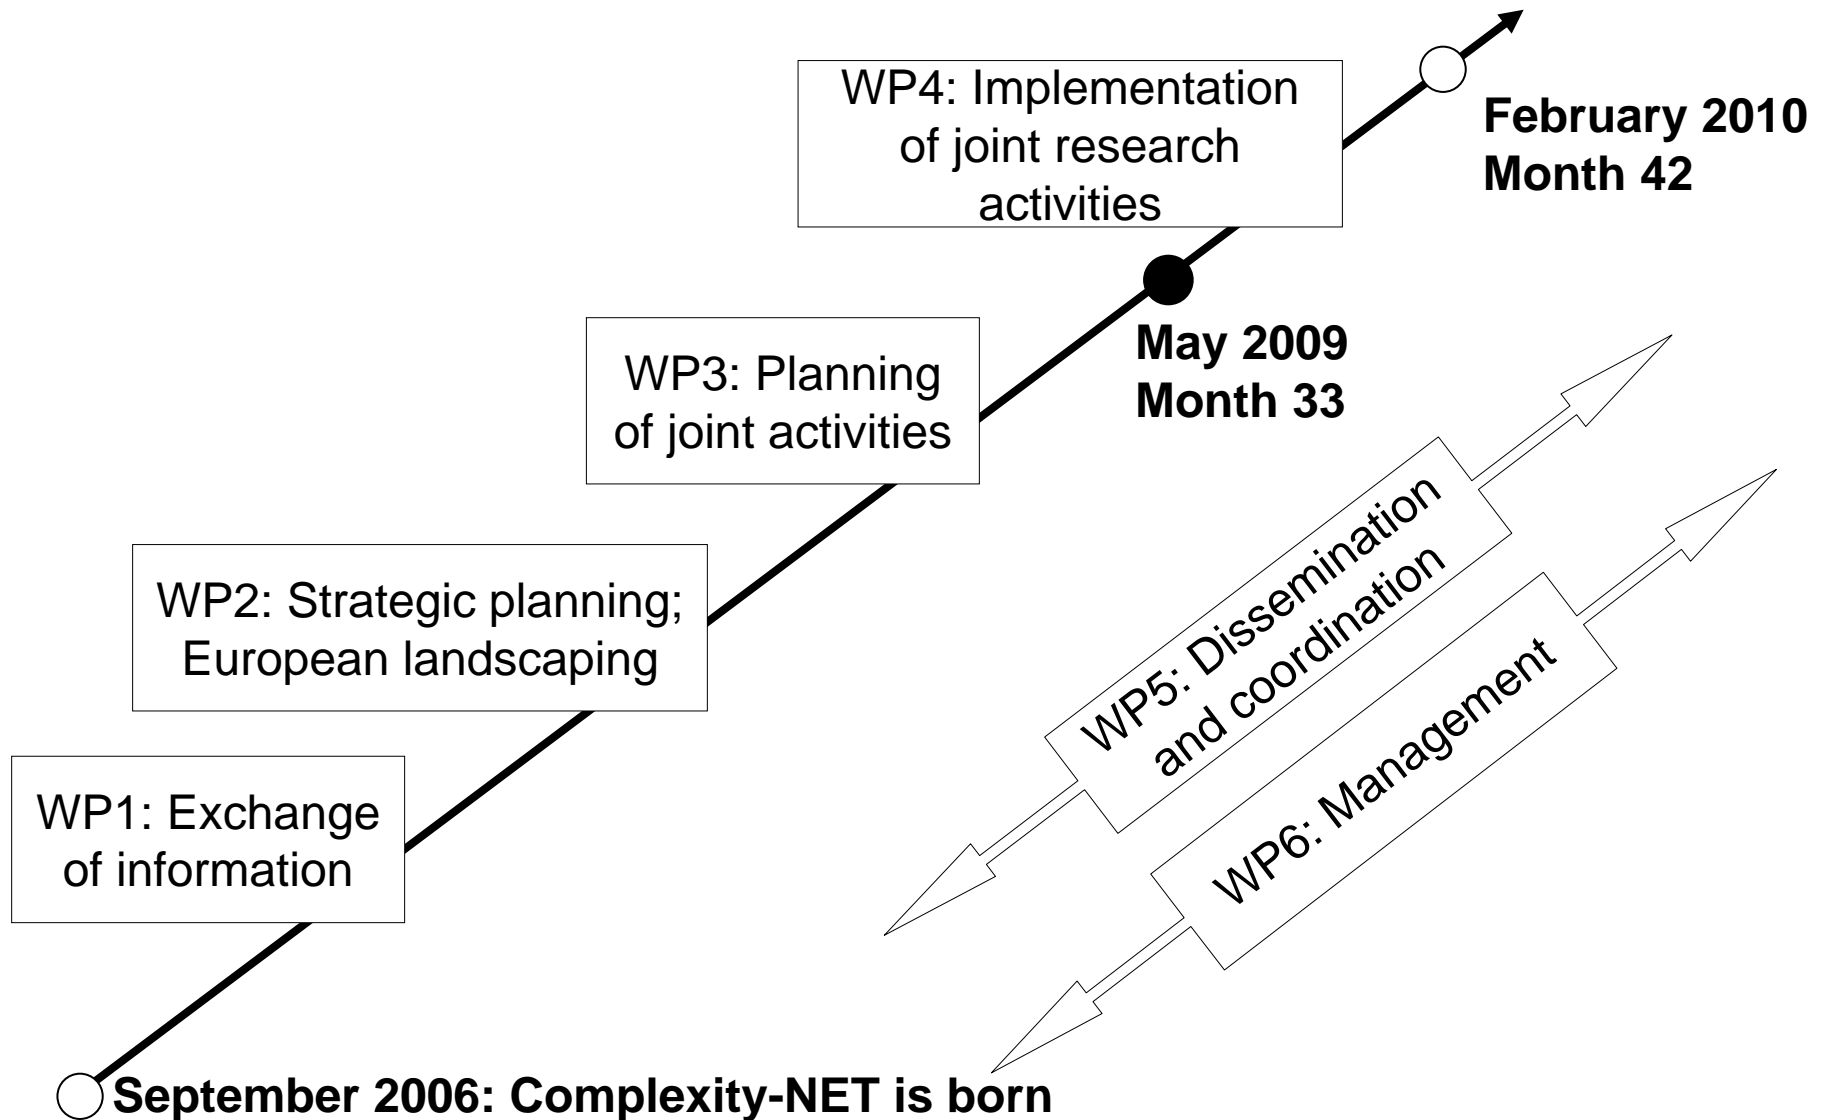 WP4: Implementation
of joint research
activities
February 2010
Month 42
May 2009
Month 33
WP3: Planning
of joint activities
WP2: Strategic planning;
European landscaping
WP5: Dissemination
and coordination
WP6: Management
WP1: Exchange
of information
September 2006: Complexity-NET is born